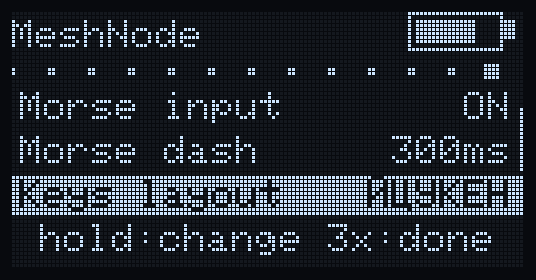 MeshNode
Morse input ON
Morse dash 300ms
Keys layout ЙЦУКЕН
hold:change 3x:done